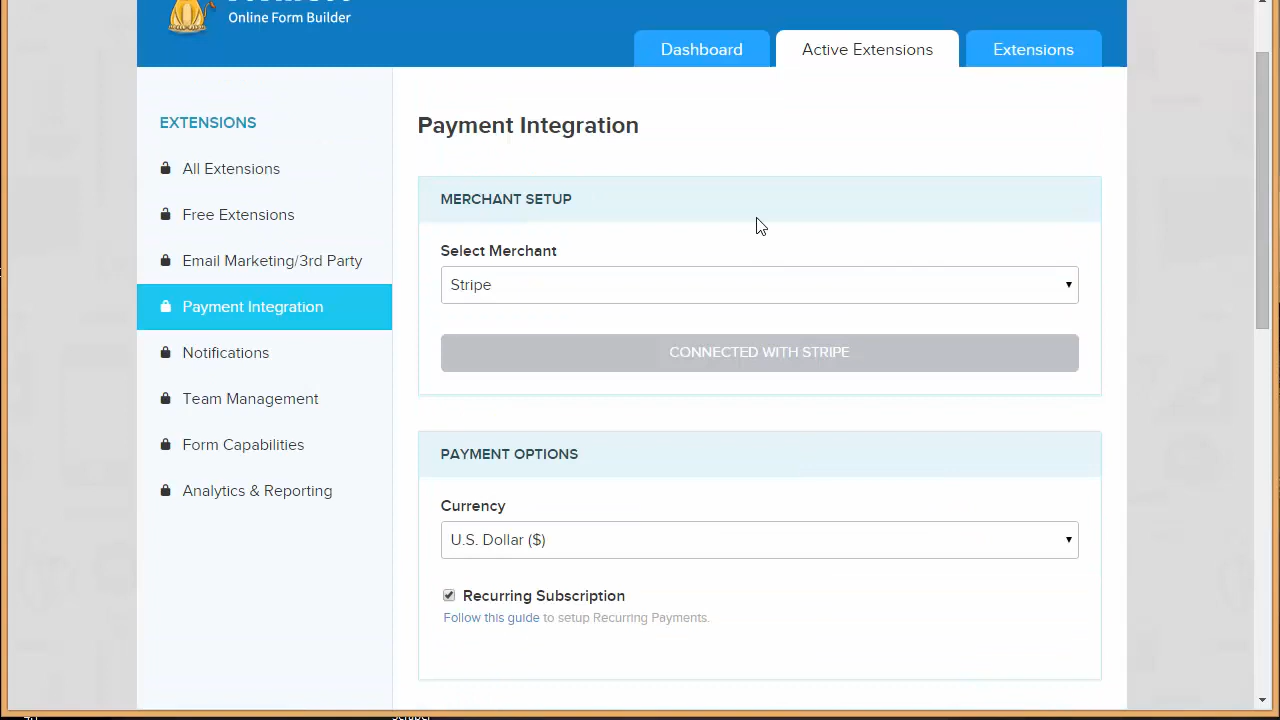 Online Form Builder
Dashboard
Active Extensions
Extensions
EXTENSIONS
All Extensions
Free Extensions
Email Marketing/3rd Party
Payment Integration
Notifications
Team Management
Form Capabilities
Analytics & Reporting
Payment Integration
MERCHANT SETUP
Select Merchant
Stripe
CONNECTED WITH STRIPE
PAYMENT OPTIONS
Currency
U.S. Dollar ($)
Recurring Subscription
Follow this guide to setup Recurring Payments.